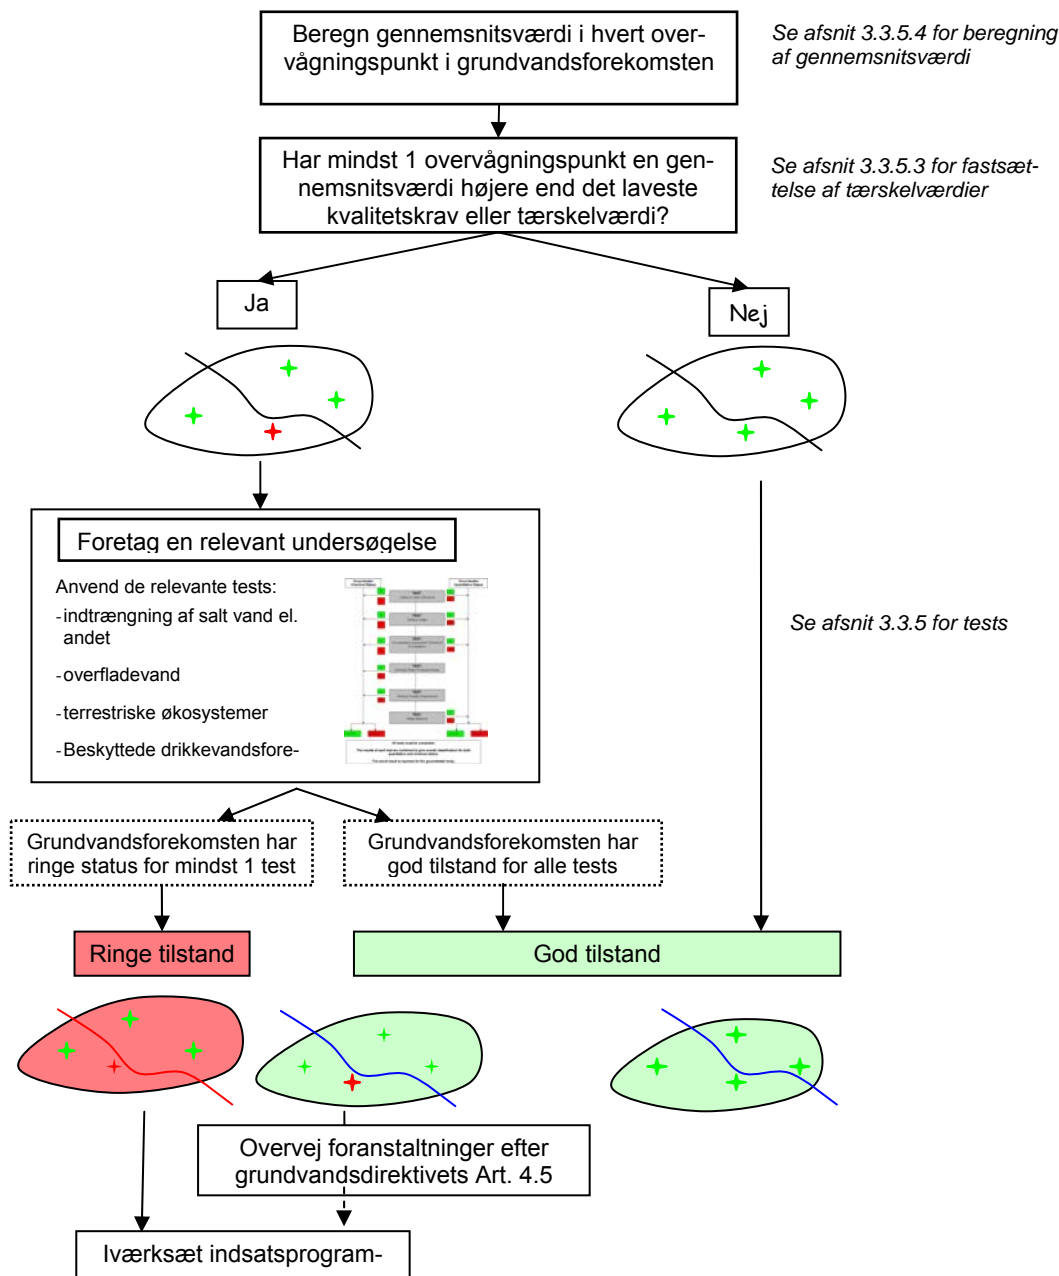 Beregn gennemsnitsværdi i hvert over-
vågningspunkt i grundvandsforekomsten
Se afsnit 3.3.5.4 for beregning
af gennemsnitsværdi
Har mindst 1 overvågningspunkt en gen-
nemsnitsværdi højere end det laveste
kvalitetskrav eller tærskelværdi?
Se afsnit 3.3.5.3 for fastsæt-
telse af tærskelværdier
Ja
Nej
Foretag en relevant undersøgelse
Anvend de relevante tests:
-indtrængning af salt vand el.
andet
-overfladevand
-terrestriske økosystemer
-Beskyttede drikkevandsfore-
Se afsnit 3.3.5 for tests
Grundvandsforekomsten har
ringe status for mindst 1 test
Grundvandsforekomsten har
god tilstand for alle tests
Ringe tilstand
God tilstand
Overvej foranstaltninger efter
grundvandsdirektivets Art. 4.5
Iværksæt indsatsprogram-